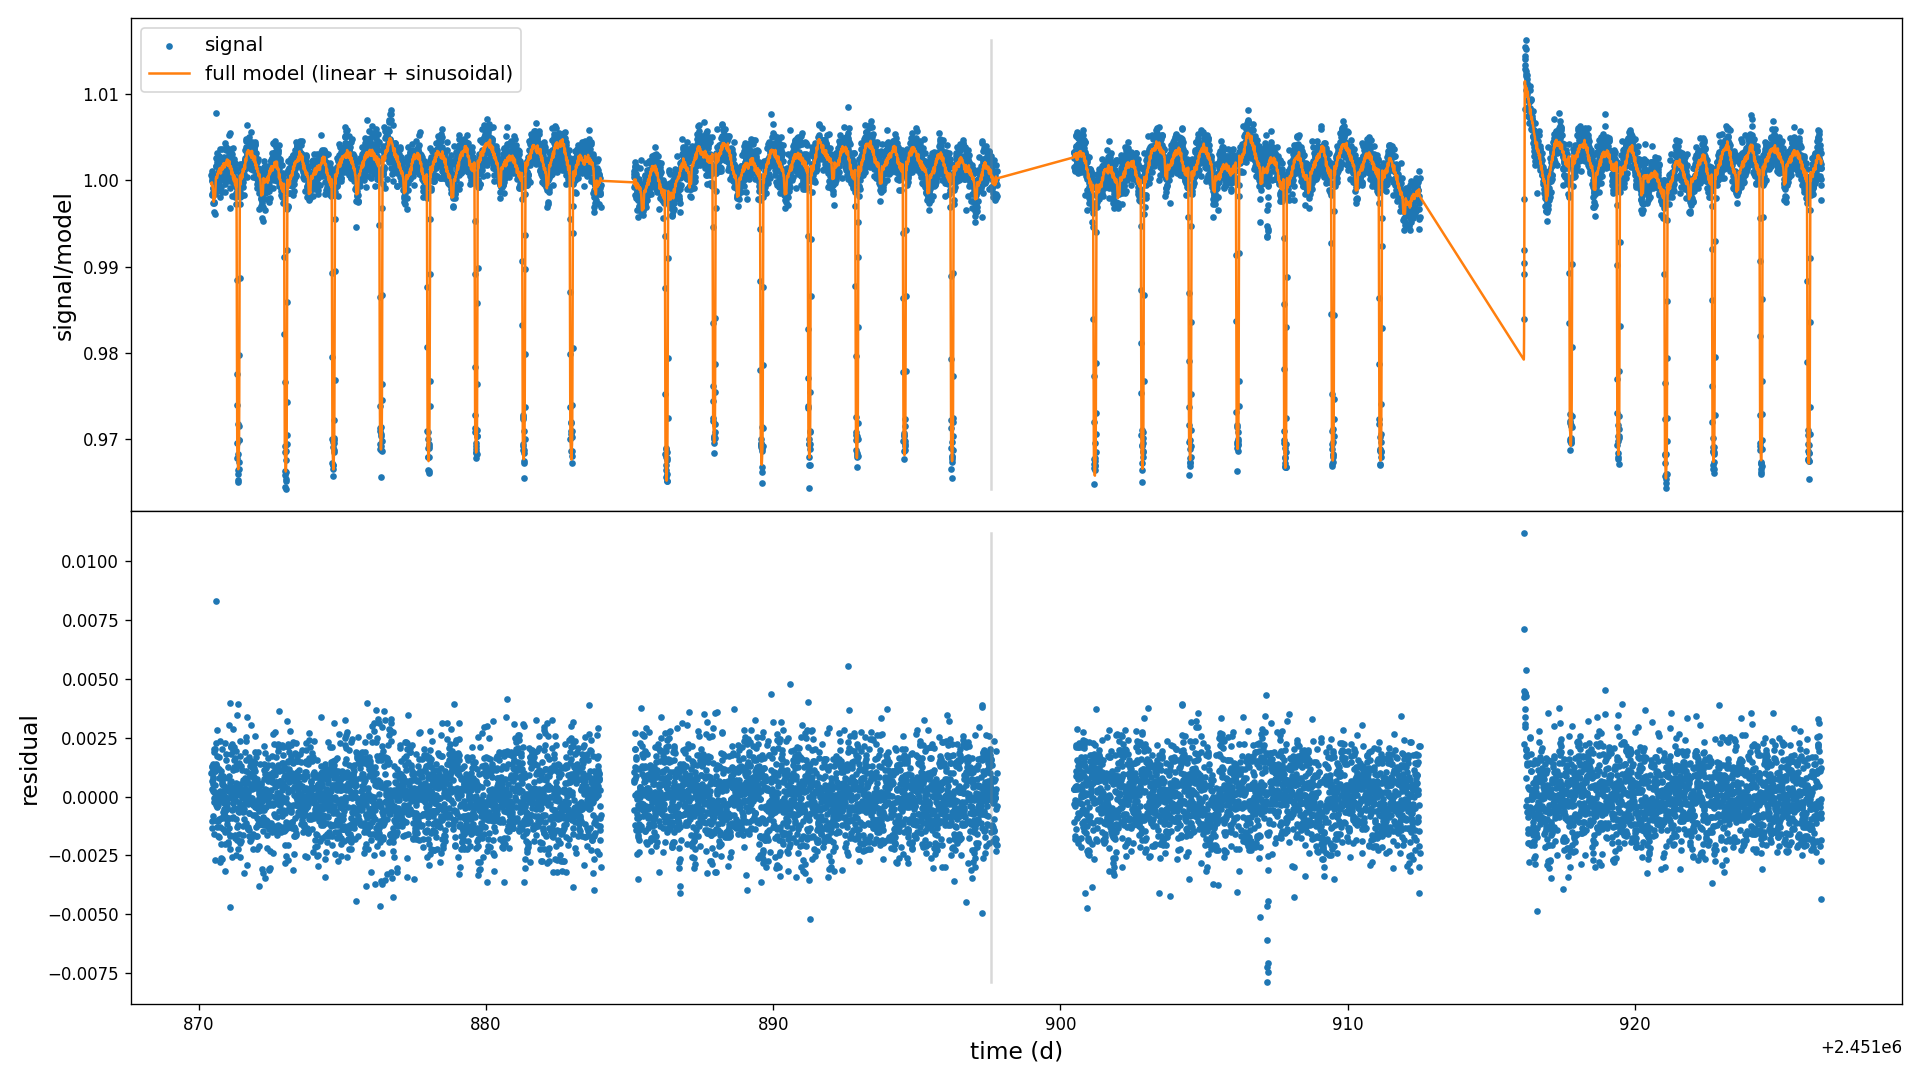 signal
full model (linear + sinusoidal)
signal/model
1.01
1.00
0.99
0.98
0.97
residual
0.0100
0.0075
0.0050
0.0025
0.0000
−0.0025
−0.0050
−0.0075
870 880 890 900 910 920
time (d)
+2.451e6